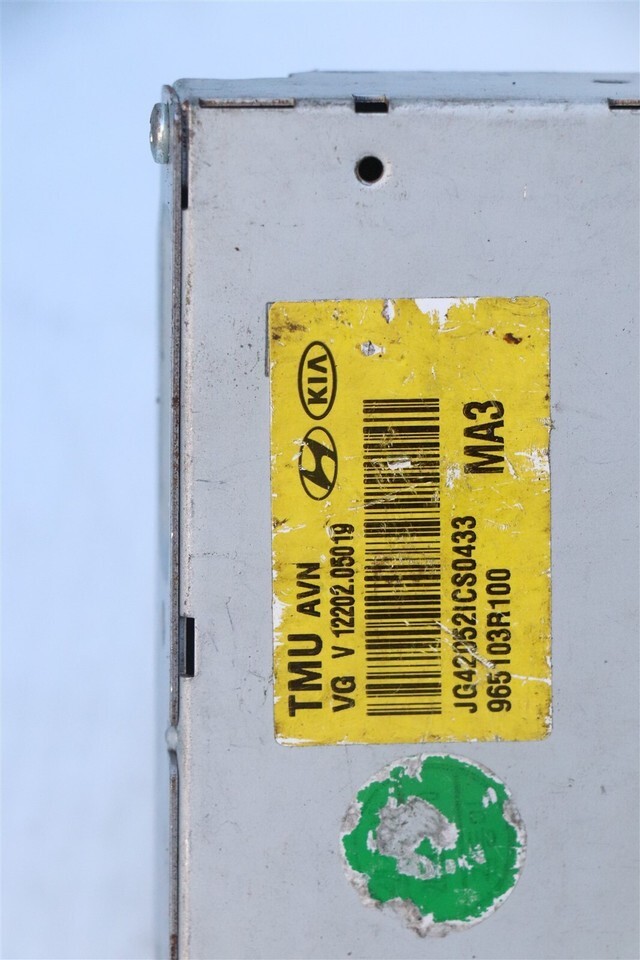 KIA
TMU AVN
VG V 12202.05019
MA3
JG42052ICS0433
965103R100